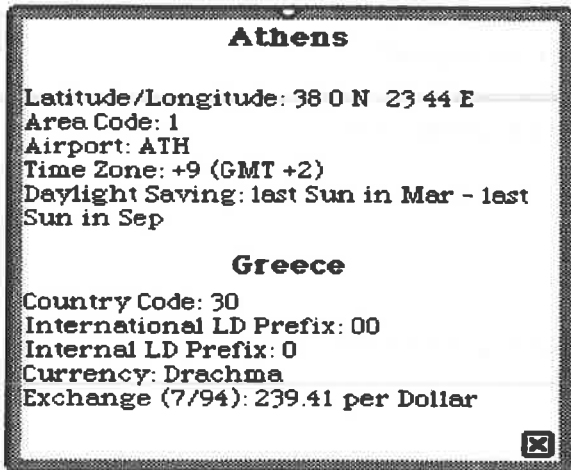 Athens
Latitude/Longitude: 38 0 N 23 44 E
Area Code: 1
Airport: ATH
Time Zone: +9 (GMT +2)
Daylight Saving: last Sun in Mar - last
Sun in Sep
Greece
Country Code: 30
International LD Prefix: 00
Internal LD Prefix: 0
Currency: Drachma
Exchange (7/94): 239.41 per Dollar